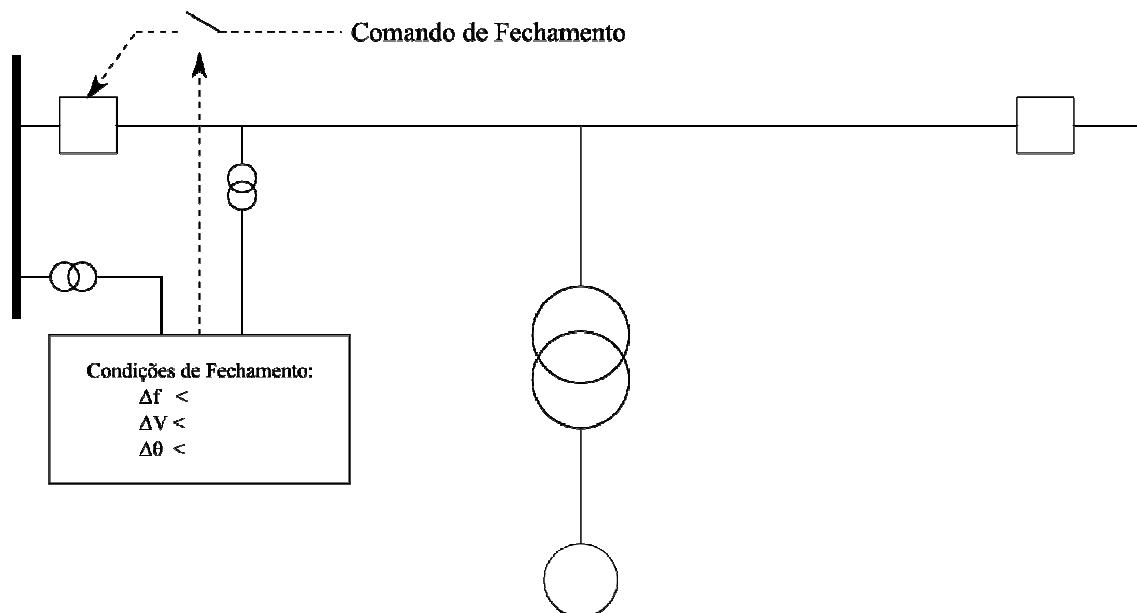 Comando de Fechamento
Condições de Fechamento:
Δf <
ΔV <
Δθ <